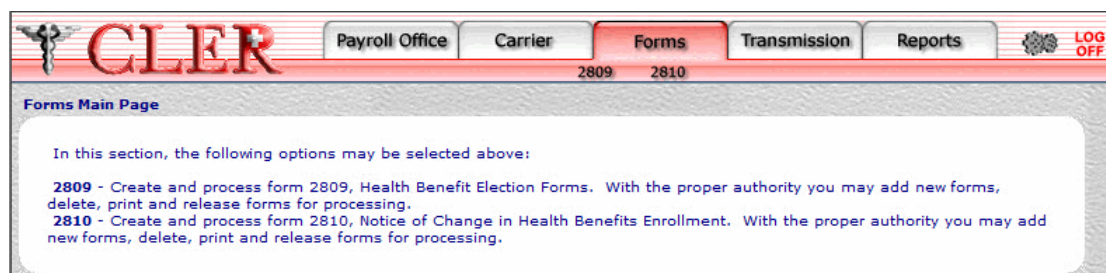 CLER
Payroll Office Carrier Forms Transmission Reports LOG
OFF
2809 2810
Forms Main Page
In this section, the following options may be selected above:
2809 - Create and process form 2809, Health Benefit Election Forms. With the proper authority you may add new forms,
delete, print and release forms for processing.
2810 - Create and process form 2810, Notice of Change in Health Benefits Enrollment. With the proper authority you may add
new forms, delete, print and release forms for processing.